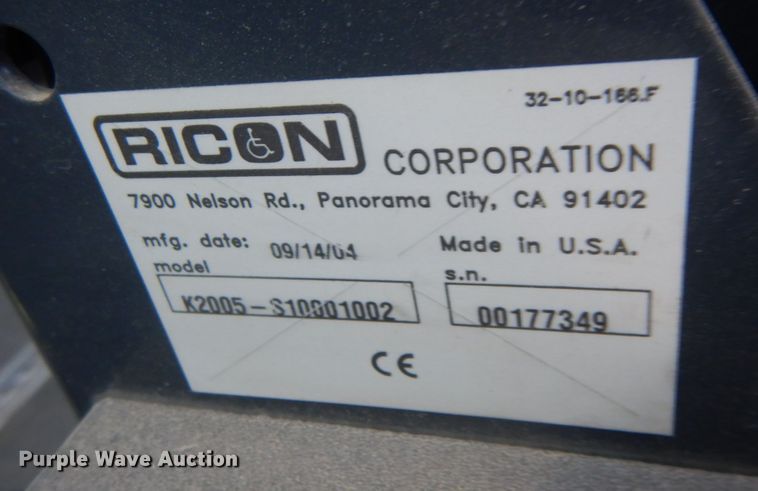 32-10-166.F
RICON CORPORATION
7900 Nelson Rd., Panorama City, CA 91402
mfg. date: 09/14/04 Made in U.S.A.
model s.n.
K2005-S10001002 00177349
CE
Purple Wave Auction